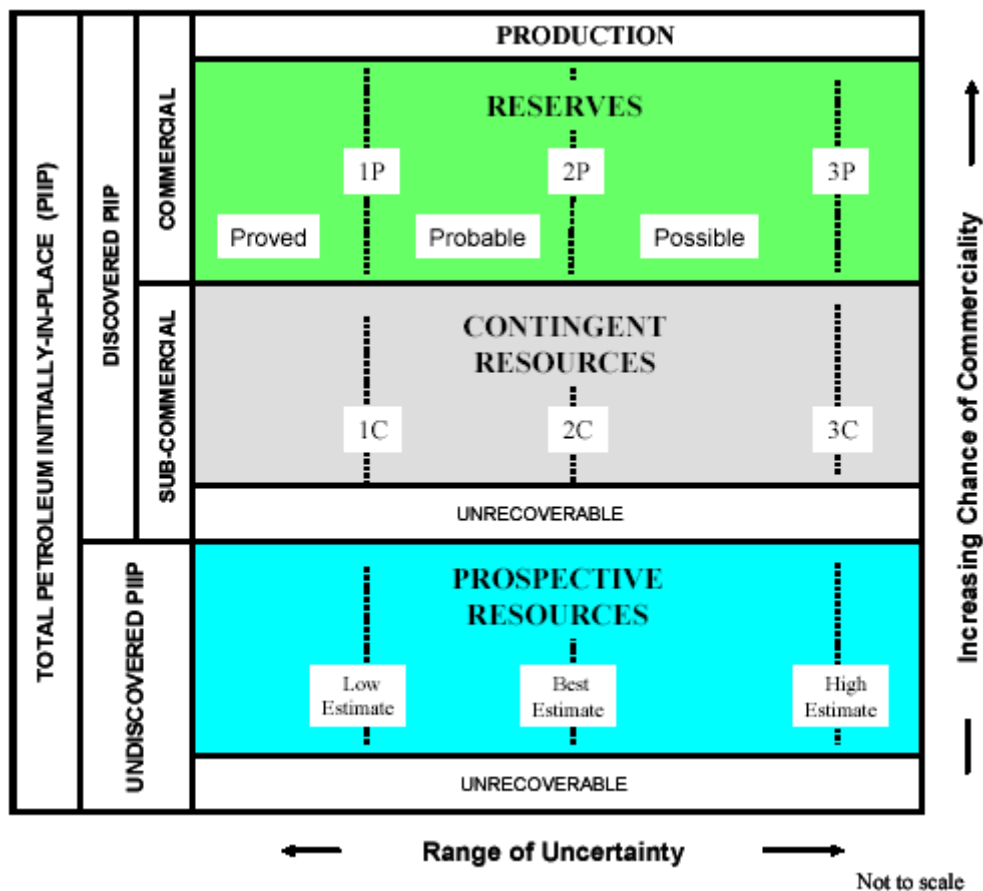 TOTAL PETROLEUM INITIALLY-IN-PLACE (PIIP)
DISCOVERED PIIP
UNDISCOVERED PIIP
COMMERCIAL
SUB-COMMERCIAL
PRODUCTION
RESERVES
1P
2P
3P
Proved
Probable
Possible
CONTINGENT
RESOURCES
1C
2C
3C
UNRECOVERABLE
PROSPECTIVE
RESOURCES
Low
Estimate
Best
Estimate
High
Estimate
UNRECOVERABLE
Increasing Chance of Commerciality
Range of Uncertainty
Not to scale